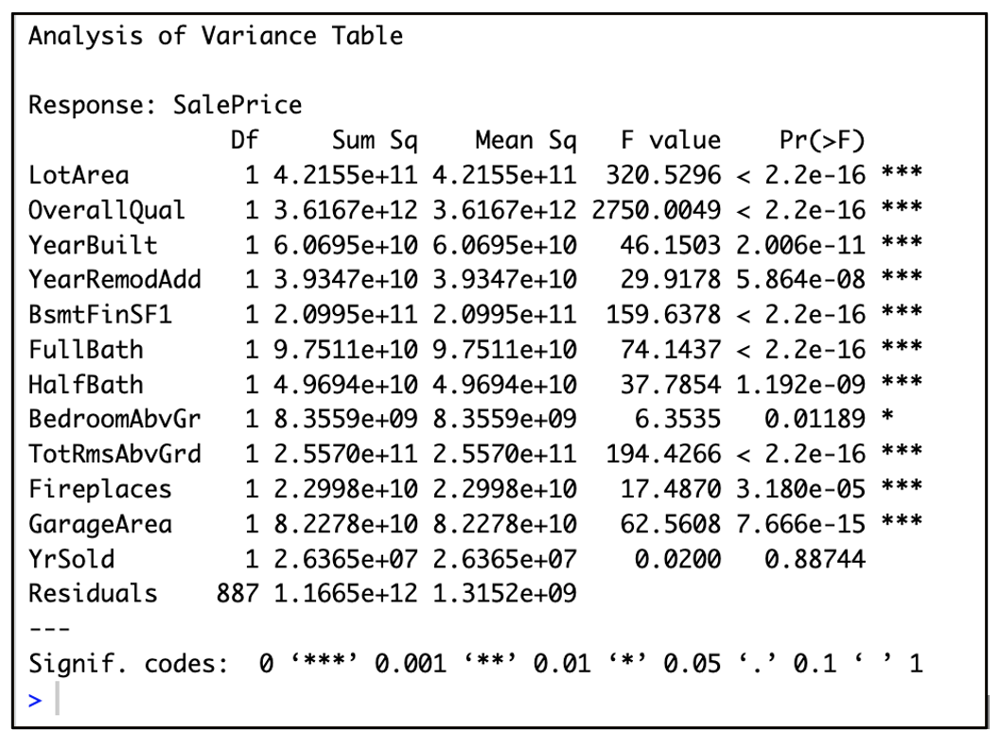 Analysis of Variance Table
Response: SalePrice
Df Sum Sq Mean Sq F value Pr(>F)
LotArea 1 4.2155e+11 4.2155e+11 320.5296 < 2.2e-16 ***
OverallQual 1 3.6167e+12 3.6167e+12 2750.0049 < 2.2e-16 ***
YearBuilt 1 6.0695e+10 6.0695e+10 46.1503 2.006e-11 ***
YearRemodAdd 1 3.9347e+10 3.9347e+10 29.9178 5.864e-08 ***
BsmtFinSF1 1 2.0995e+11 2.0995e+11 159.6378 < 2.2e-16 ***
FullBath 1 9.7511e+10 9.7511e+10 74.1437 < 2.2e-16 ***
HalfBath 1 4.9694e+10 4.9694e+10 37.7854 1.192e-09 ***
BedroomAbvGr 1 8.3559e+09 8.3559e+09 6.3535 0.01189 *
TotRmsAbvGrd 1 2.5570e+11 2.5570e+11 194.4266 < 2.2e-16 ***
Fireplaces 1 2.2998e+10 2.2998e+10 17.4870 3.180e-05 ***
GarageArea 1 8.2278e+10 8.2278e+10 62.5608 7.666e-15 ***
YrSold 1 2.6365e+07 2.6365e+07 0.0200 0.88744
Residuals 887 1.1665e+12 1.3152e+09
---
Signif. codes: 0 ‘***’ 0.001 ‘**’ 0.01 ‘*’ 0.05 ‘.’ 0.1 ‘ ’ 1
>